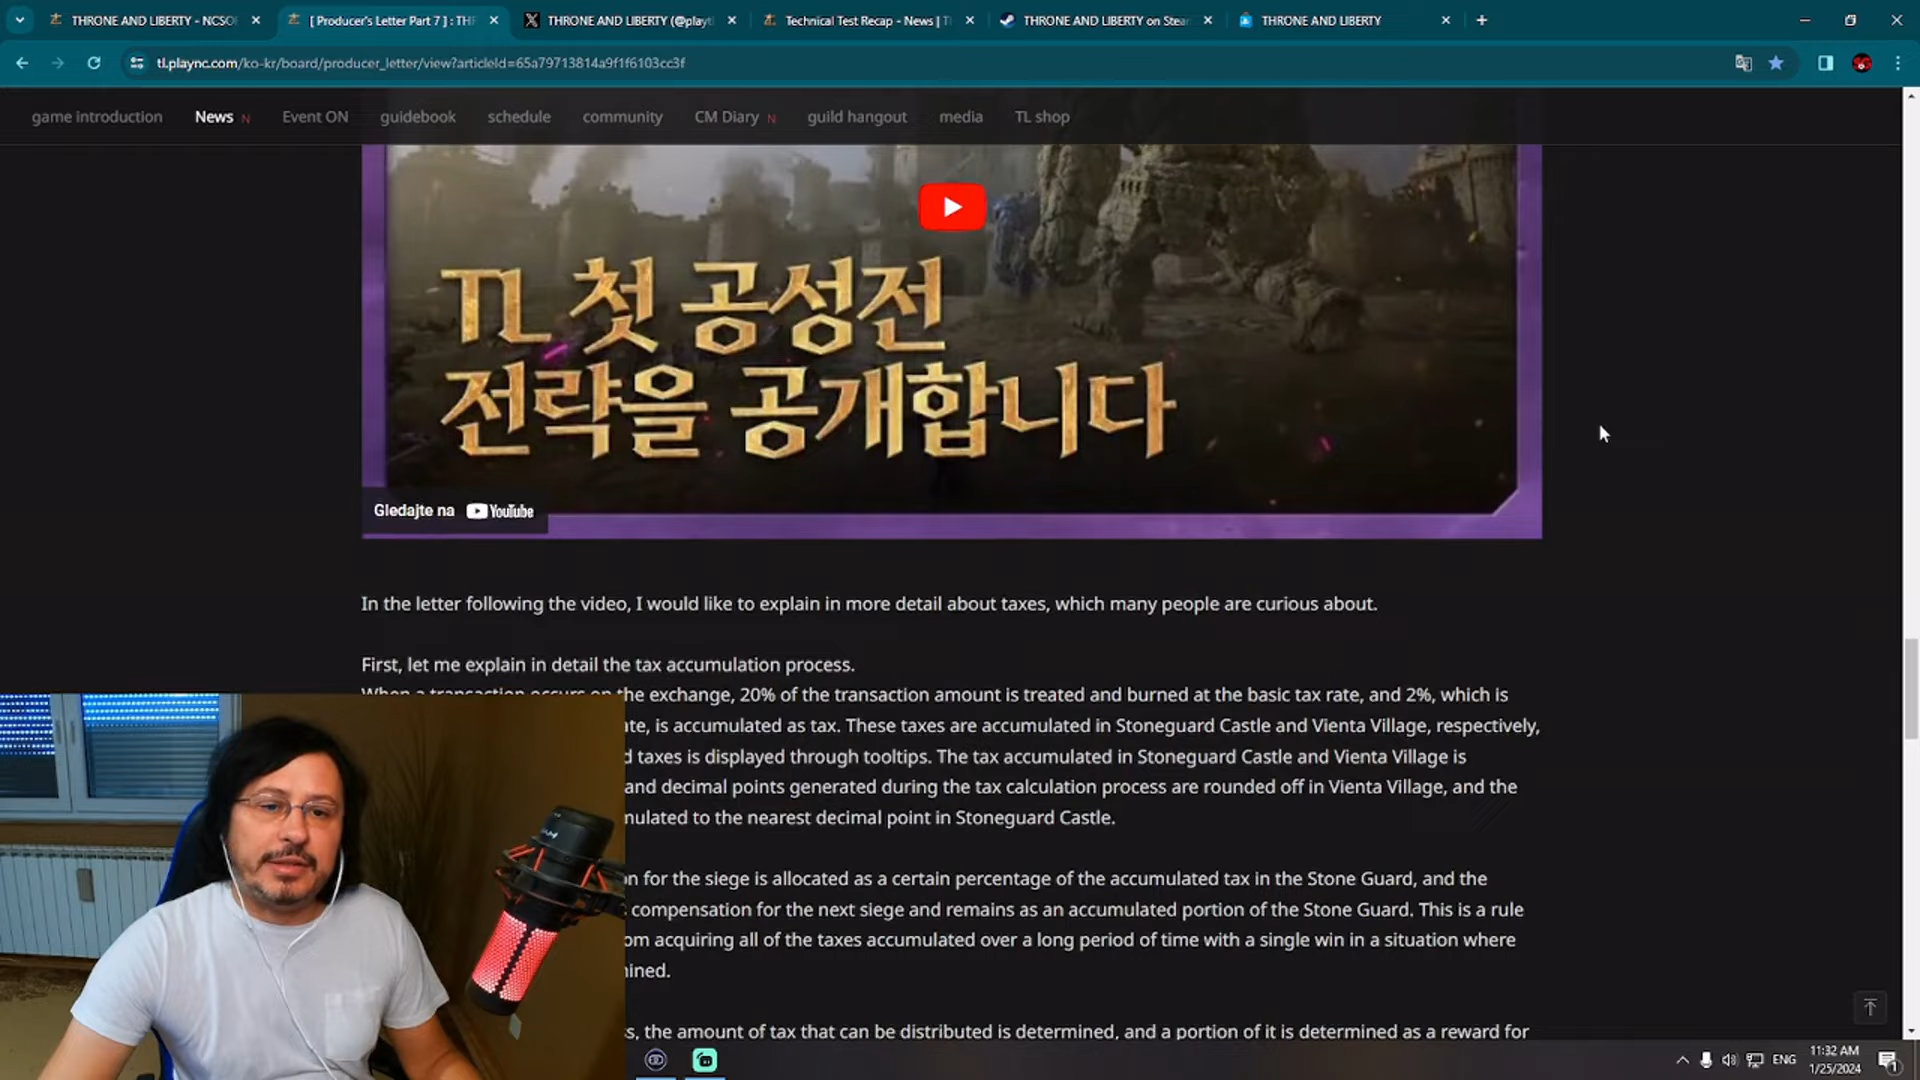 THRONE AND LIBERTY - NCSO
[ Producer's Letter Part 7 ] : TH
THRONE AND LIBERTY (@playt
Technical Test Recap - News | T
THRONE AND LIBERTY on Stea
THRONE AND LIBERTY
tl.plaync.com/ko-kr/board/producer_letter/view?articleId=65a79713814a9f1f6103cc3f
game introduction
News N
Event ON
guidebook
schedule
community
CM Diary N
guild hangout
media
TL shop
TL 첫 공성전
전략을 공개합니다
Gledajte na YouTube
In the letter following the video, I would like to explain in more detail about taxes, which many people are curious about.
First, let me explain in detail the tax accumulation process.
When a transaction occurs on the exchange, 20% of the transaction amount is treated and burned at the basic tax rate, and 2%, which is
ate, is accumulated as tax. These taxes are accumulated in Stoneguard Castle and Vienta Village, respectively,
d taxes is displayed through tooltips. The tax accumulated in Stoneguard Castle and Vienta Village is
and decimal points generated during the tax calculation process are rounded off in Vienta Village, and the
mulated to the nearest decimal point in Stoneguard Castle.
on for the siege is allocated as a certain percentage of the accumulated tax in the Stone Guard, and the
compensation for the next siege and remains as an accumulated portion of the Stone Guard. This is a rule
om acquiring all of the taxes accumulated over a long period of time with a single win in a situation where
ined.
s, the amount of tax that can be distributed is determined, and a portion of it is determined as a reward for
ENG
11:32 AM
1/25/2024
1